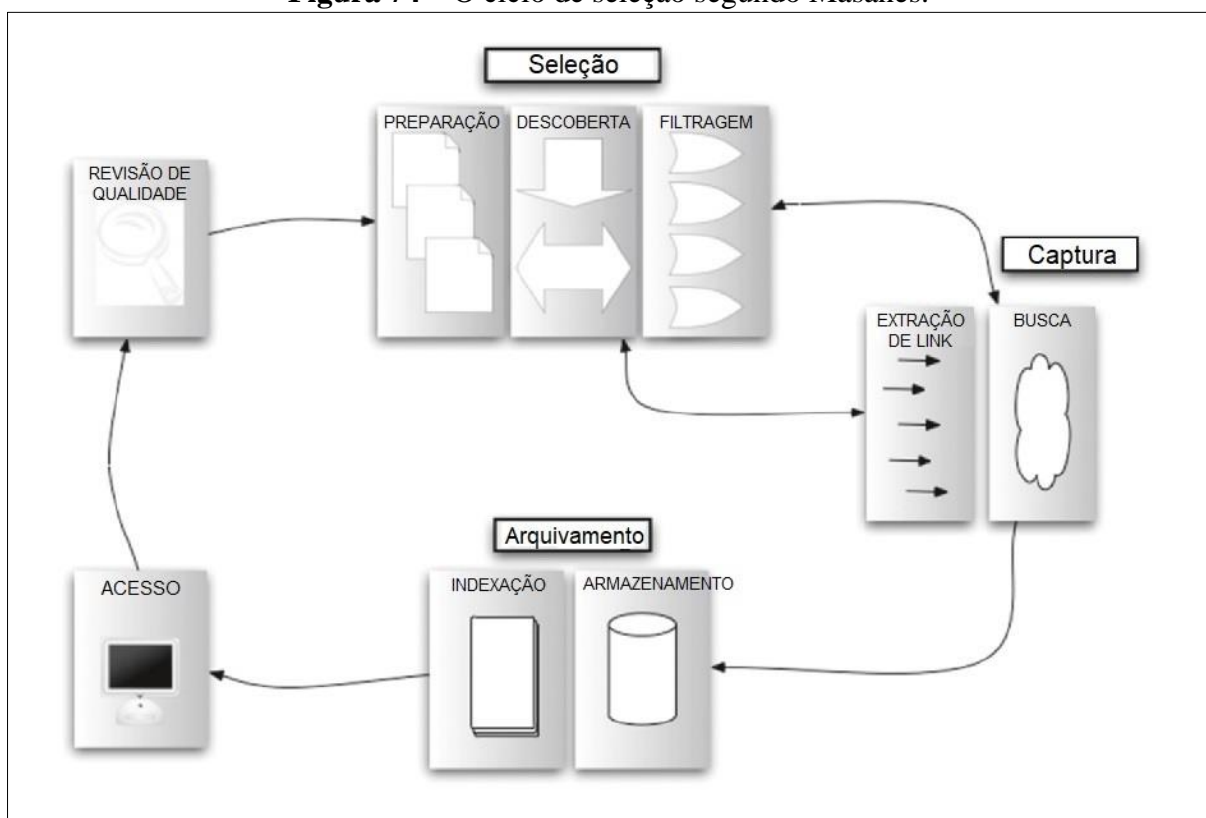 Seleção
PREPARAÇÃO
DESCOBERTA
FILTRAGEM
REVISÃO DE
QUALIDADE
Captura
EXTRAÇÃO
DE LINK
BUSCA
Arquivamento
INDEXAÇÃO
ARMAZENAMENTO
ACESSO